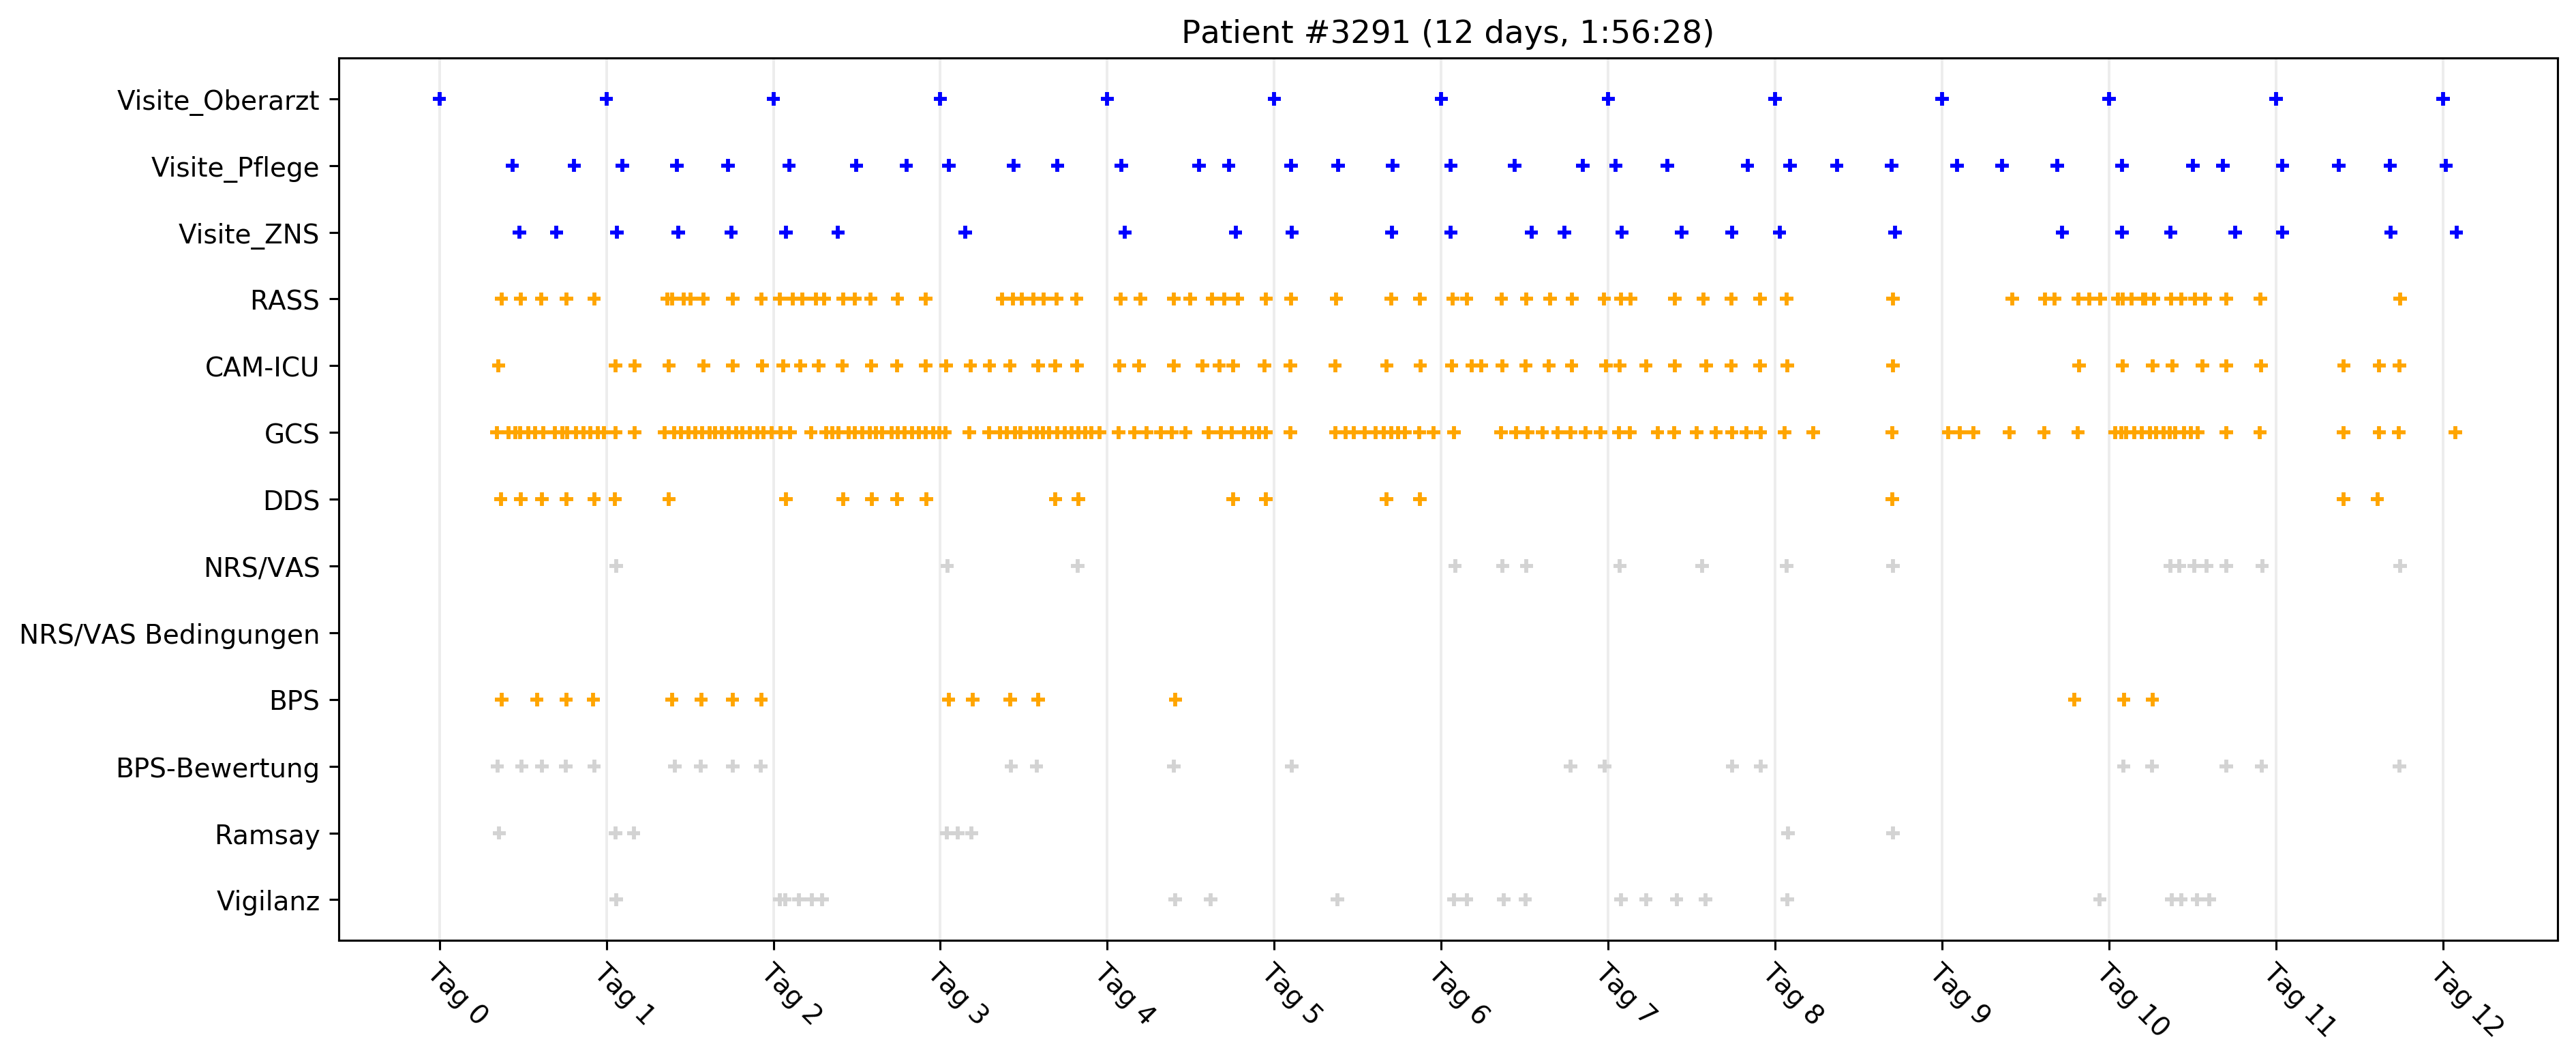 Patient #3291 (12 days, 1:56:28)
Visite_Oberarzt
Visite_Pflege
Visite_ZNS
RASS
CAM-ICU
GCS
DDS
NRS/VAS
NRS/VAS Bedingungen
BPS
BPS-Bewertung
Ramsay
Vigilanz
Tag 0
Tag 1
Tag 2
Tag 3
Tag 4
Tag 5
Tag 6
Tag 7
Tag 8
Tag 9
Tag 10
Tag 11
Tag 12